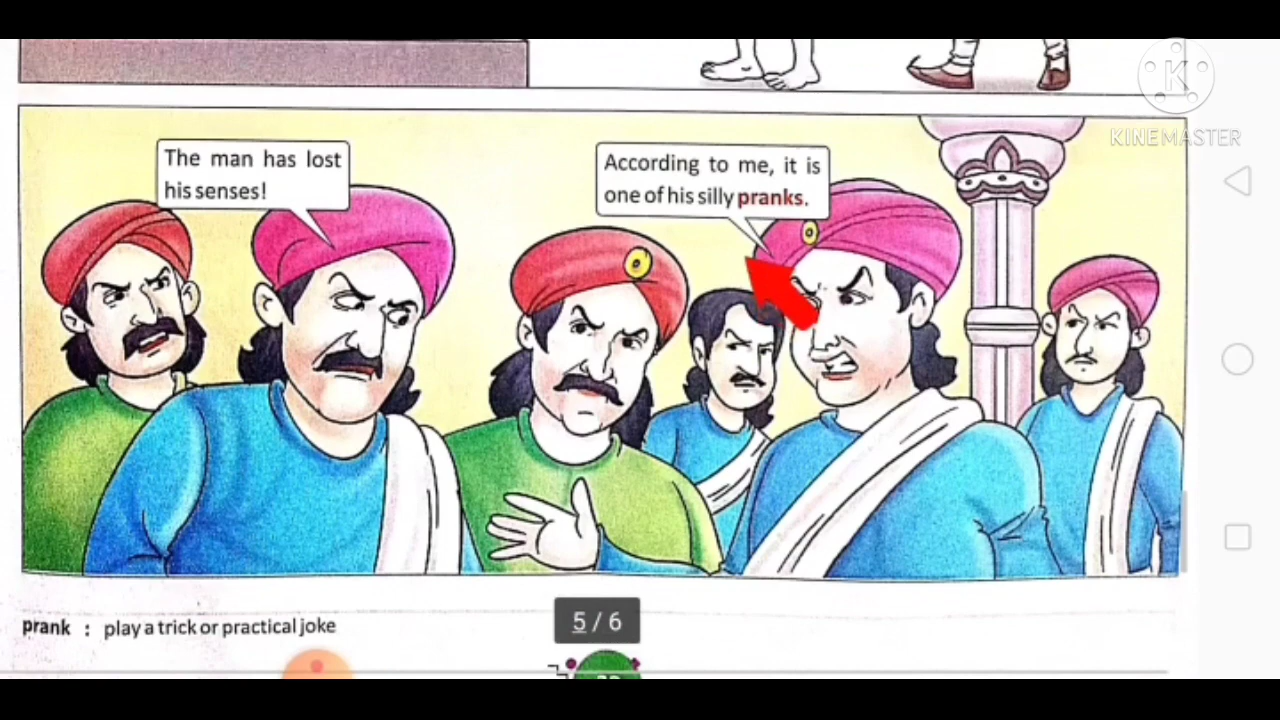 KINEMASTER
The man has lost
his senses!
According to me, it is
one of his silly pranks.
prank : play a trick or practical joke
5 / 6